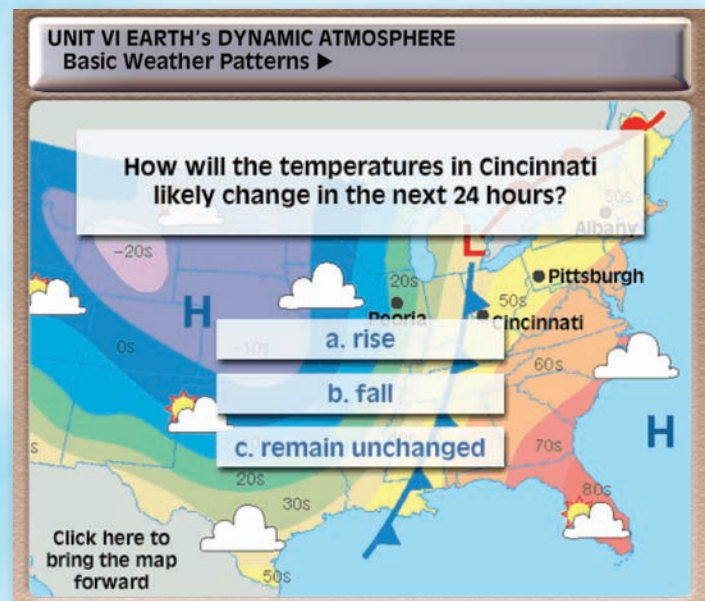 UNIT VI EARTH's DYNAMIC ATMOSPHERE
Basic Weather Patterns ▶
How will the temperatures in Cincinnati
likely change in the next 24 hours?
50s
Albany
-20s
L
Pittsburgh
20s
50s
H
Peoria
Cincinnati
a. rise
0s
-10s
60s
b. fall
H
c. remain unchanged
70s
20s
80s
30s
Click here to
bring the map
forward
50s